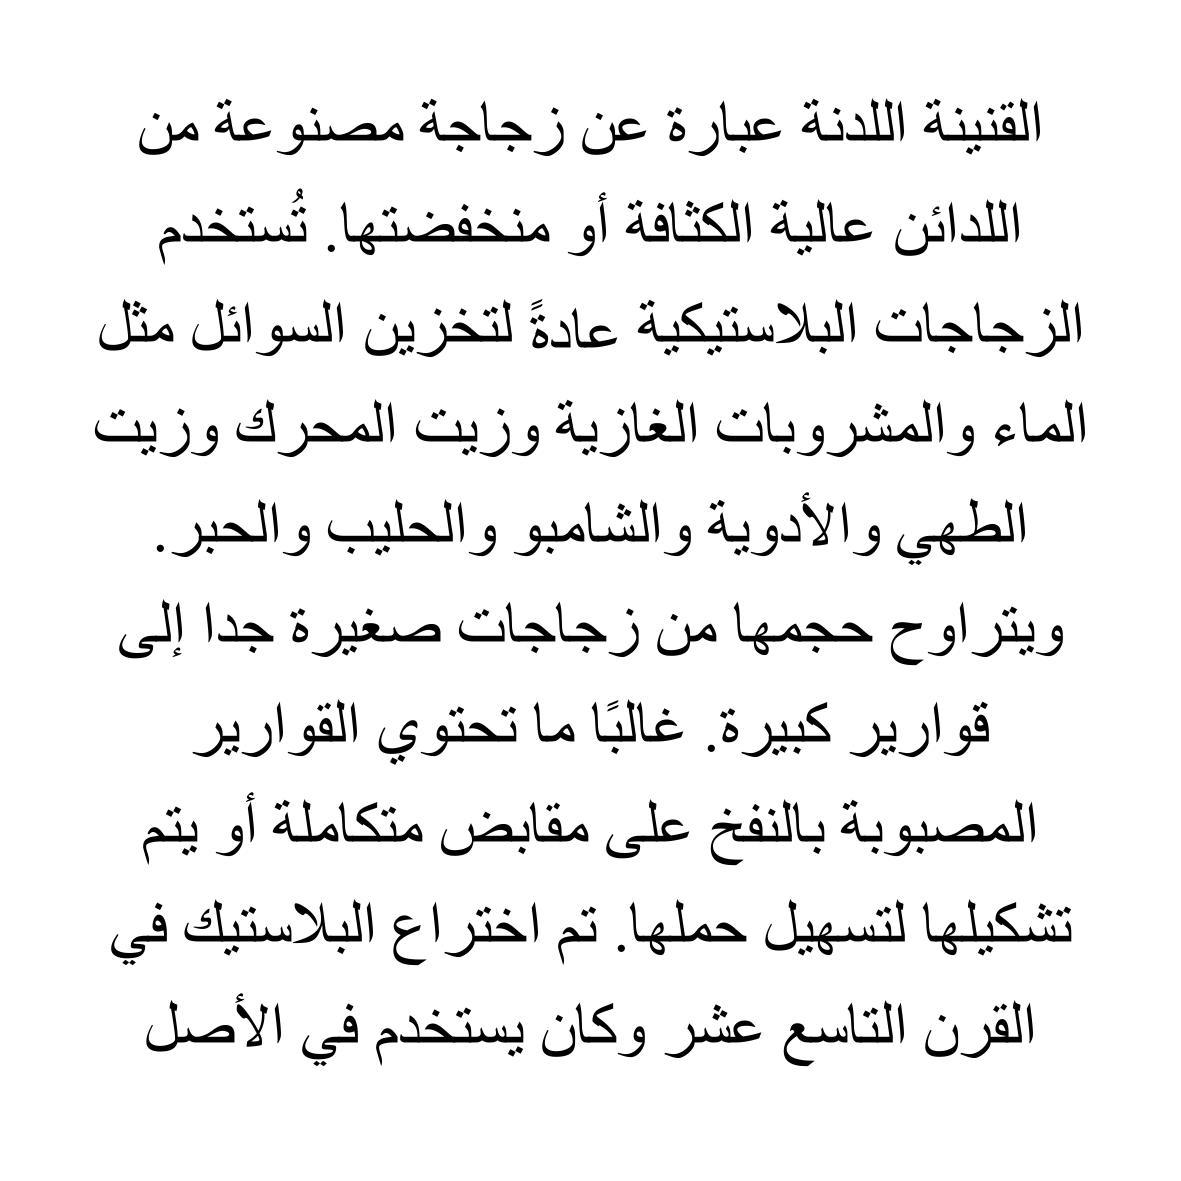 القنينة اللدنة عبارة عن زجاجة مصنوعة من
اللدائن عالية الكثافة أو منخفضتها. تُستخدم
الزجاجات البلاستيكية عادةً لتخزين السوائل مثل
الماء والمشروبات الغازية وزيت المحرك وزيت
الطهي والأدوية والشامبو والحليب والحبر.
ويتراوح حجمها من زجاجات صغيرة جدا إلى
قوارير كبيرة. غالبًا ما تحتوي القوارير
المصبوبة بالنفخ على مقابض متكاملة أو يتم
تشكيلها لتسهيل حملها. تم اختراع البلاستيك في
القرن التاسع عشر وكان يستخدم في الأصل